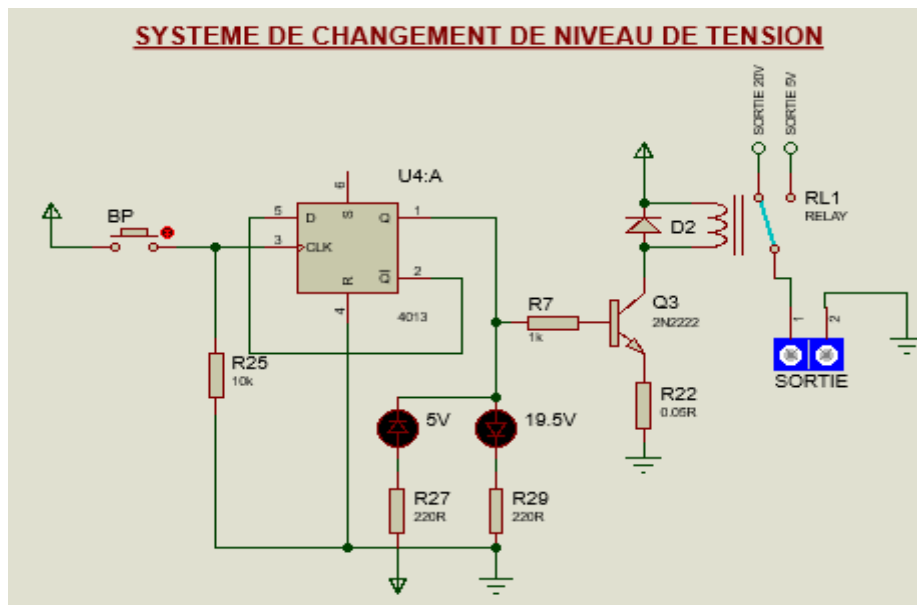 SYSTEME DE CHANGEMENT DE NIVEAU DE TENSION
SORTIE 20V
SORTIE 5V
U4:A
6
BP
5
D
S
Q
1
3
CLK
R
Q
2
4
4013
D2
RL1
RELAY
R7
1k
Q3
2N2222
R25
10k
1
2
SORTIE
R22
0.05R
5V
19.5V
R27
220R
R29
220R